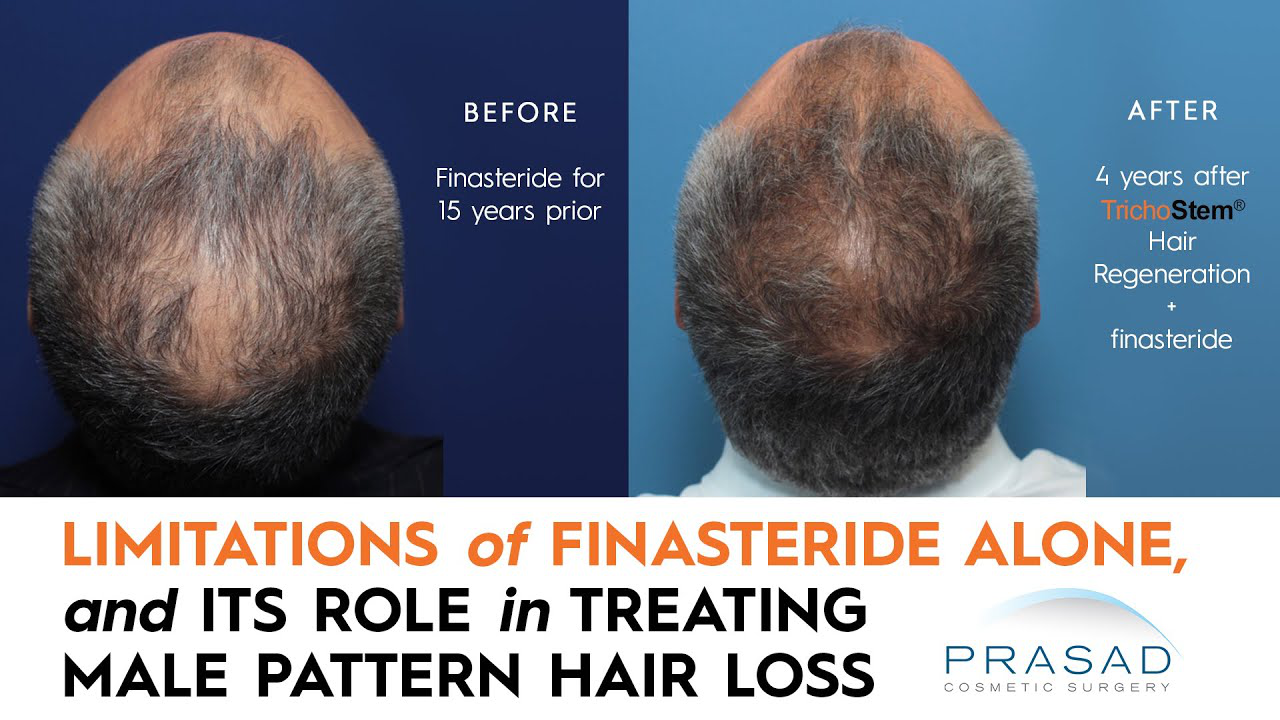 BEFORE
Finasteride for
15 years prior
AFTER
4 years after
TrichoStem®
Hair
Regeneration
+
finasteride
LIMITATIONS of FINASTERIDE ALONE,
and ITS ROLE in TREATING
MALE PATTERN HAIR LOSS
PRASAD
COSMETIC SURGERY